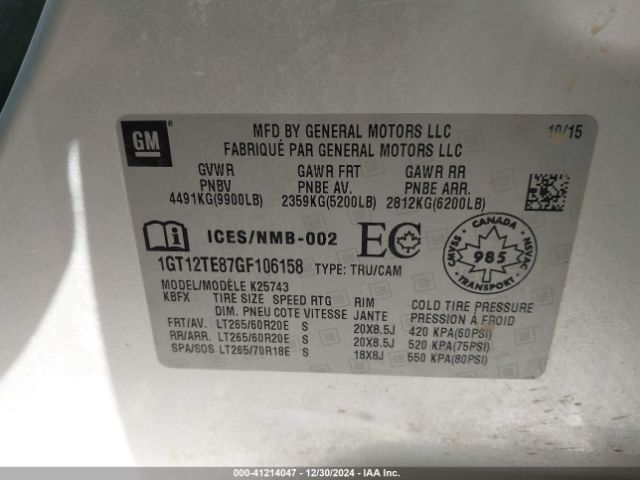 GM ®
MFD BY GENERAL MOTORS LLC 10/15
FABRIQUÉ PAR GENERAL MOTORS LLC
GVWR GAWR FRT GAWR RR
PNBV PNBE AV. PNBE ARR.
4491KG(9900LB) 2359KG(5200LB) 2812KG(6200LB)
ICES/NMB-002 EC
CANADA CMVSS 985 NSVAC TRANSPORT
1GT12TE87GF106158 TYPE: TRU/CAM
MODEL/MODÈLE K25743
KBFX TIRE SIZE SPEED RTG RIM COLD TIRE PRESSURE
DIM. PNEU COTE VITESSE JANTE PRESSION À FROID
FRT/AV. LT265/60R20E S 20X8.5J 420 KPA(60PSI)
RR/ARR. LT265/60R20E S 20X8.5J 520 KPA(75PSI)
SPA/SOS LT265/70R18E S 18X8J 550 KPA(80PSI)
000-41214047 - 12/30/2024 - IAA Inc.